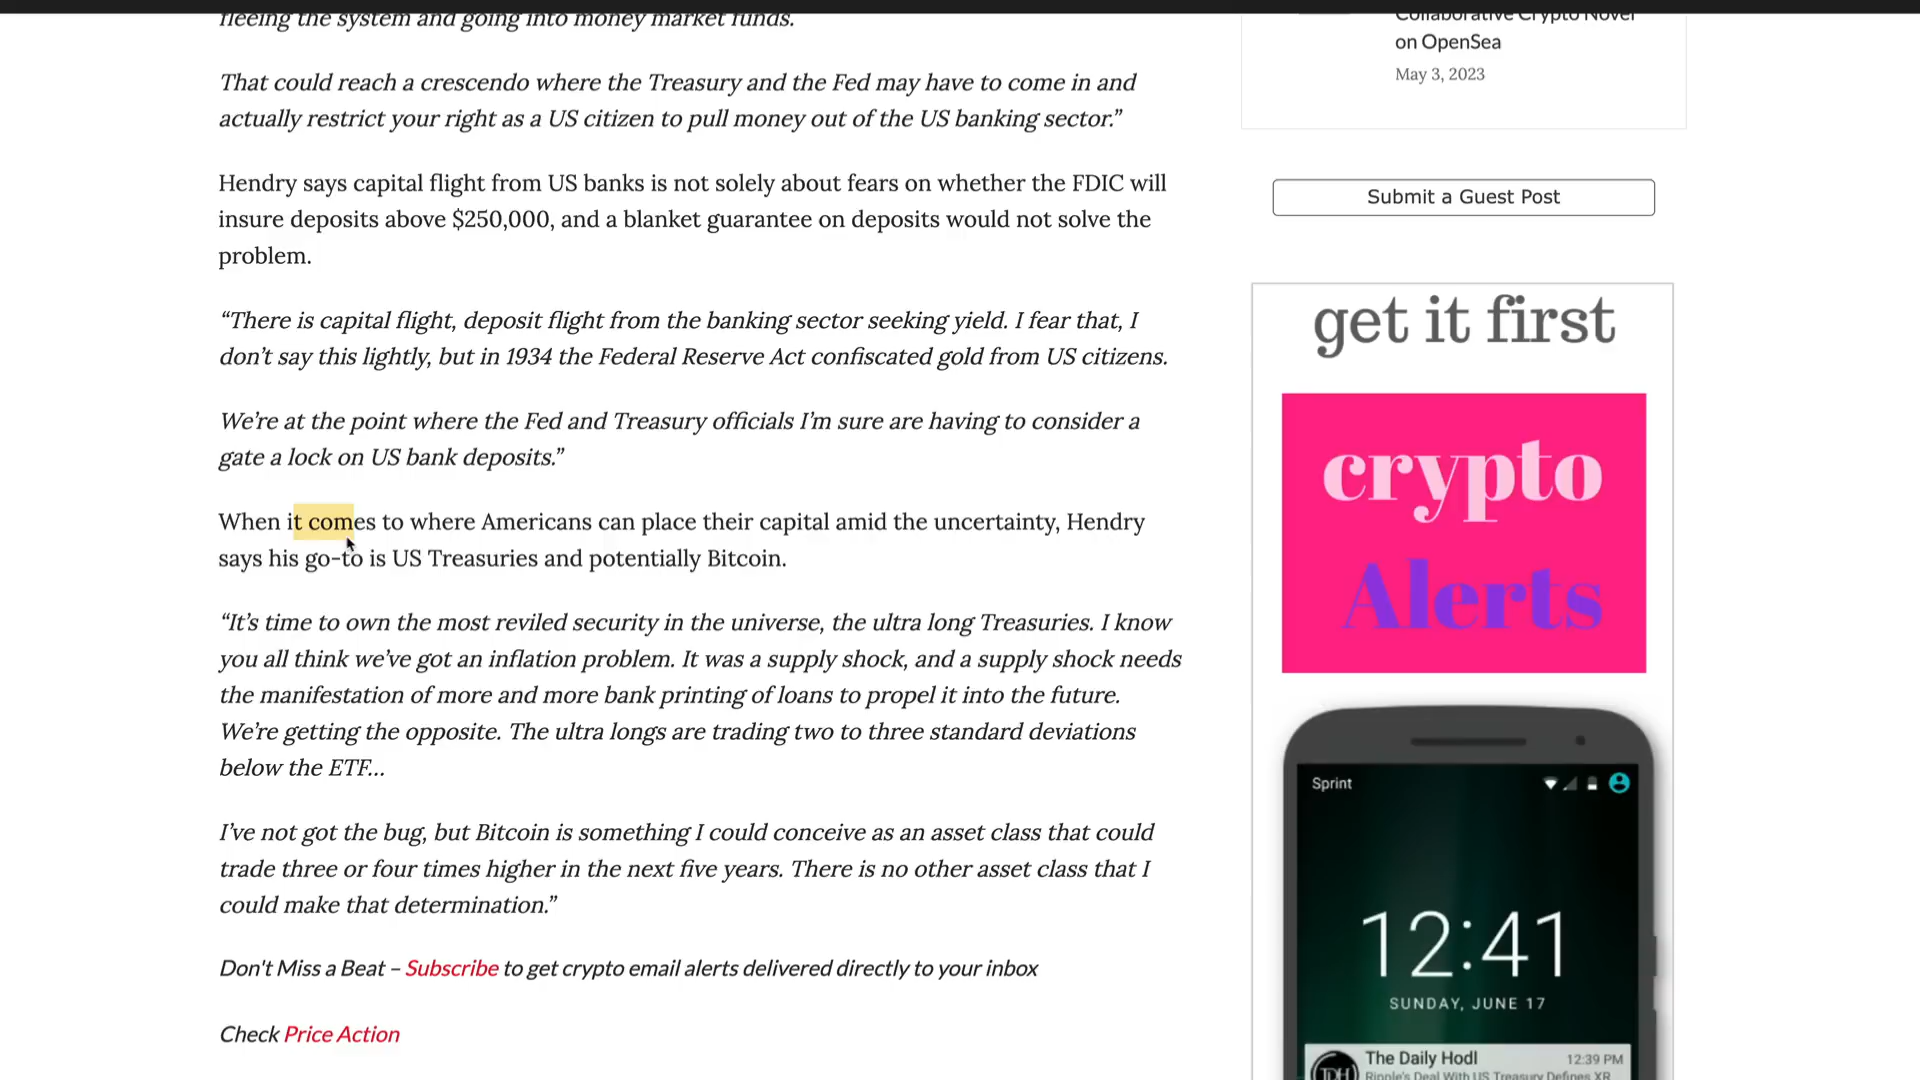 fleeing the system and going into money market funds.
That could reach a crescendo where the Treasury and the Fed may have to come in and
actually restrict your right as a US citizen to pull money out of the US banking sector.”
Hendry says capital flight from US banks is not solely about fears on whether the FDIC will
insure deposits above $250,000, and a blanket guarantee on deposits would not solve the
problem.
“There is capital flight, deposit flight from the banking sector seeking yield. I fear that, I
don’t say this lightly, but in 1934 the Federal Reserve Act confiscated gold from US citizens.
We’re at the point where the Fed and Treasury officials I’m sure are having to consider a
gate a lock on US bank deposits.”
When it comes to where Americans can place their capital amid the uncertainty, Hendry
says his go-to is US Treasuries and potentially Bitcoin.
“It’s time to own the most reviled security in the universe, the ultra long Treasuries. I know
you all think we’ve got an inflation problem. It was a supply shock, and a supply shock needs
the manifestation of more and more bank printing of loans to propel it into the future.
We’re getting the opposite. The ultra longs are trading two to three standard deviations
below the ETF…
I’ve not got the bug, but Bitcoin is something I could conceive as an asset class that could
trade three or four times higher in the next five years. There is no other asset class that I
could make that determination.”
Don't Miss a Beat – Subscribe to get crypto email alerts delivered directly to your inbox
Check Price Action
Collaborative Crypto Novel
on OpenSea
May 3, 2023
Submit a Guest Post
get it first
crypto
Alerts
Sprint
12:41
SUNDAY, JUNE 17
The Daily Hodl 12:39 PM
TDH
Ripple's Deal With US Treasury Defines XR